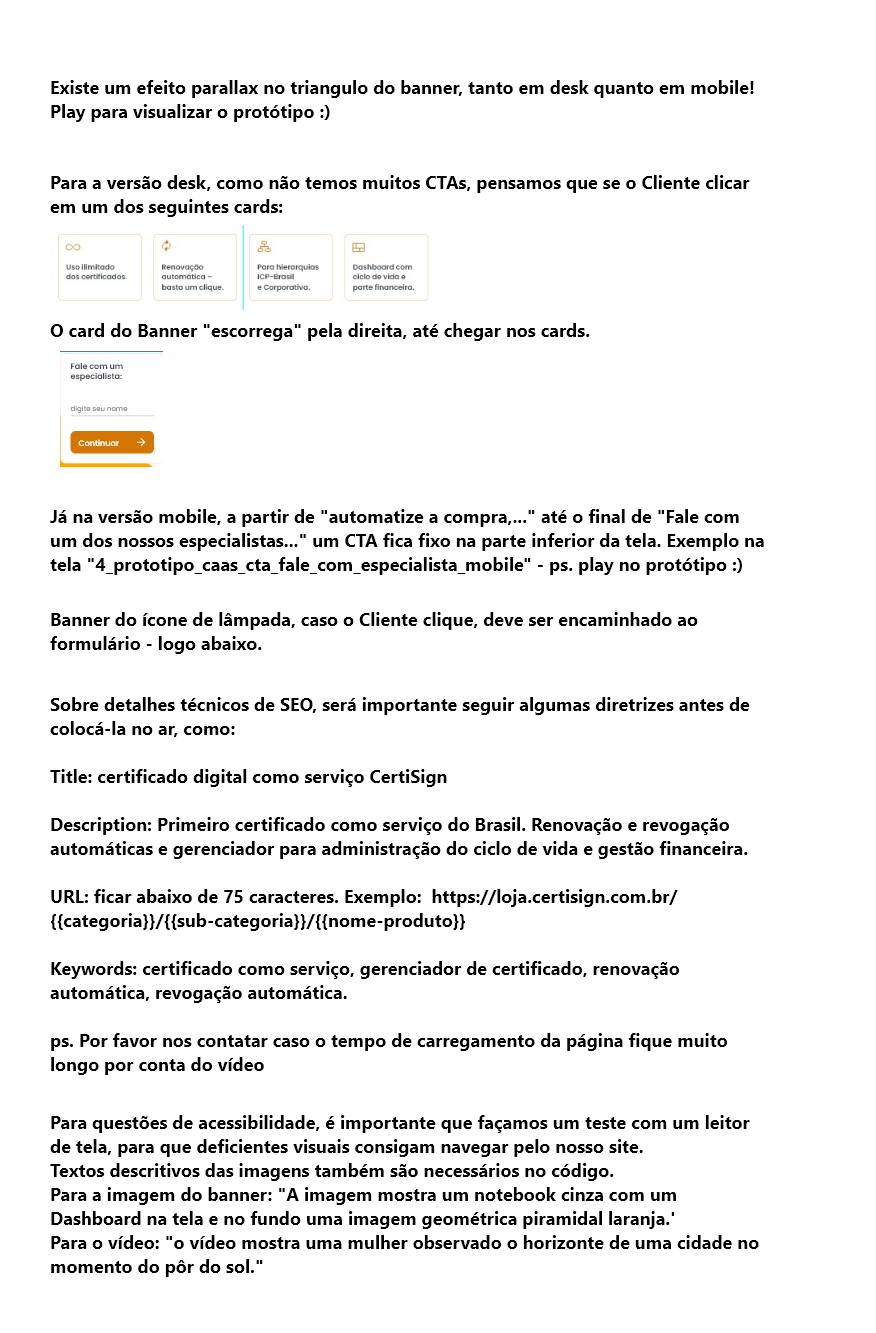 Existe um efeito parallax no triangulo do banner, tanto em desk quanto em mobile!
Play para visualizar o protótipo :)
Para a versão desk, como não temos muitos CTAs, pensamos que se o Cliente clicar
em um dos seguintes cards:
Uso ilimitado
dos certificados.
Renovação
automática –
basta um clique.
Para hierarquias
ICP-Brasil
e Corporativa.
Dashboard com
ciclo de vida e
parte financeira.
O card do Banner "escorrega" pela direita, até chegar nos cards.
Fale com um
especialista:
digite seu nome
Continuar
Já na versão mobile, a partir de "automatize a compra,..." até o final de "Fale com
um dos nossos especialistas..." um CTA fica fixo na parte inferior da tela. Exemplo na
tela "4_prototipo_caas_cta_fale_com_especialista_mobile" - ps. play no protótipo :)
Banner do ícone de lâmpada, caso o Cliente clique, deve ser encaminhado ao
formulário - logo abaixo.
Sobre detalhes técnicos de SEO, será importante seguir algumas diretrizes antes de
colocá-la no ar, como:
Title: certificado digital como serviço CertiSign
Description: Primeiro certificado como serviço do Brasil. Renovação e revogação
automáticas e gerenciador para administração do ciclo de vida e gestão financeira.
URL: ficar abaixo de 75 caracteres. Exemplo:  https://loja.certisign.com.br/
{{categoria}}/{{sub-categoria}}/{{nome-produto}}
Keywords: certificado como serviço, gerenciador de certificado, renovação
automática, revogação automática.
ps. Por favor nos contatar caso o tempo de carregamento da página fique muito
longo por conta do vídeo
Para questões de acessibilidade, é importante que façamos um teste com um leitor
de tela, para que deficientes visuais consigam navegar pelo nosso site.
Textos descritivos das imagens também são necessários no código.
Para a imagem do banner: "A imagem mostra um notebook cinza com um
Dashboard na tela e no fundo uma imagem geométrica piramidal laranja.'
Para o vídeo: "o vídeo mostra uma mulher observado o horizonte de uma cidade no
momento do pôr do sol."